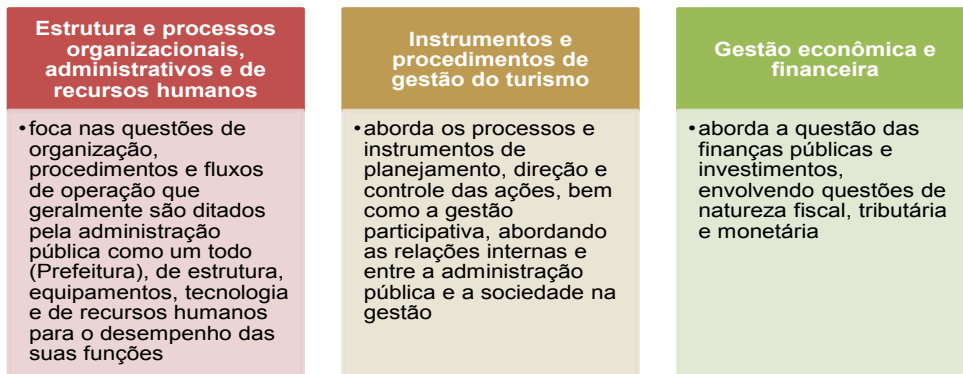 Estrutura e processos
organizacionais,
administrativos e de
recursos humanos
•foca nas questões de
organização,
procedimentos e fluxos
de operação que
geralmente são ditados
pela administração
pública como um todo
(Prefeitura), de estrutura,
equipamentos, tecnologia
e de recursos humanos
para o desempenho das
suas funções
Instrumentos e
procedimentos de
gestão do turismo
•aborda os processos e
instrumentos de
planejamento, direção e
controle das ações, bem
como a gestão
participativa, abordando
as relações internas e
entre a administração
pública e a sociedade na
gestão
Gestão econômica e
financeira
•aborda a questão das
finanças públicas e
investimentos,
envolvendo questões de
natureza fiscal, tributária
e monetária